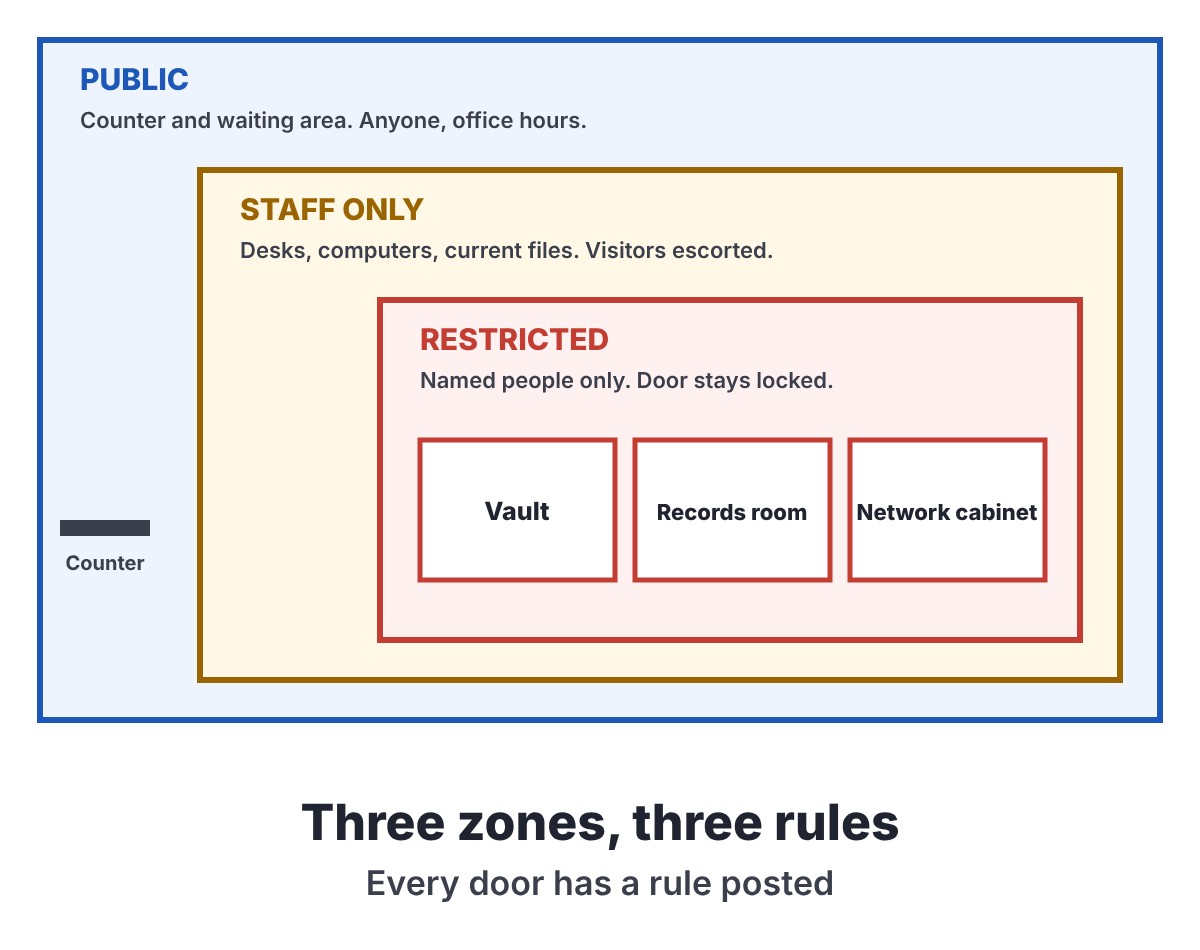 PUBLIC
Counter and waiting area. Anyone, office hours.
STAFF ONLY
Desks, computers, current files. Visitors escorted.
RESTRICTED
Named people only. Door stays locked.
Vault
Records room
Network cabinet
Counter
Three zones, three rules
Every door has a rule posted